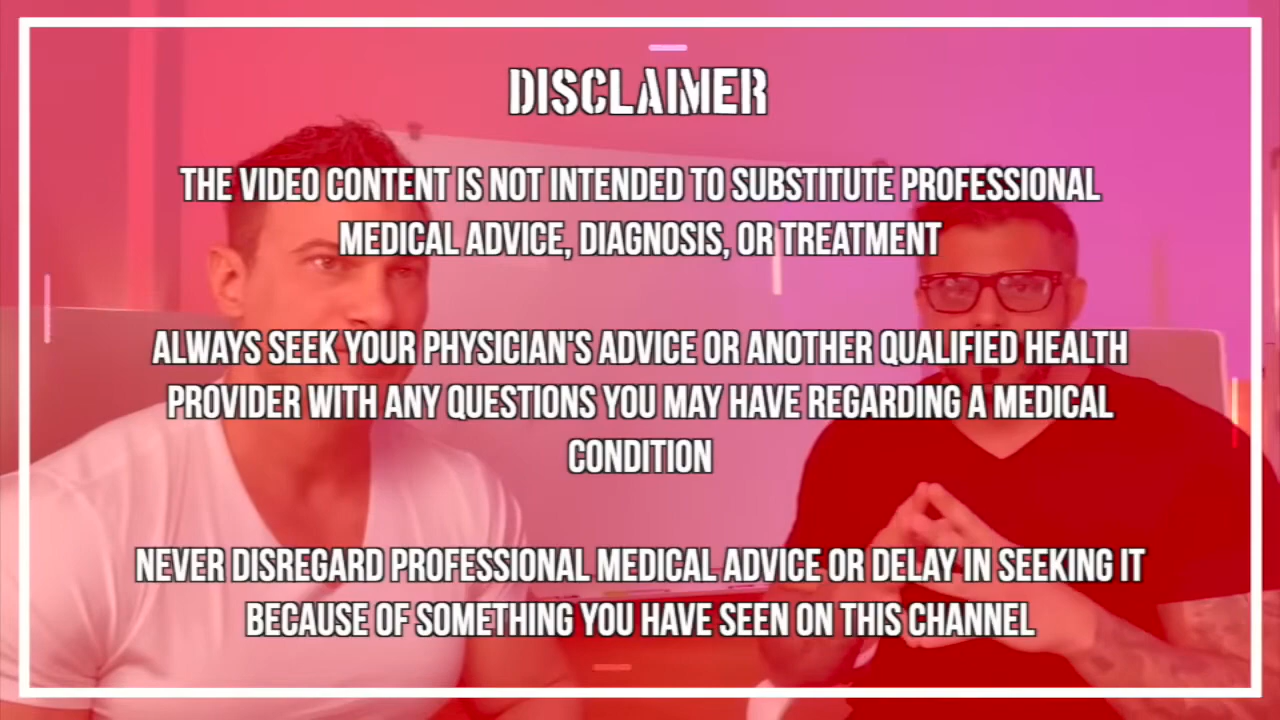 DISCLAIMER
THE VIDEO CONTENT IS NOT INTENDED TO SUBSTITUTE PROFESSIONAL
MEDICAL ADVICE, DIAGNOSIS, OR TREATMENT
ALWAYS SEEK YOUR PHYSICIAN'S ADVICE OR ANOTHER QUALIFIED HEALTH
PROVIDER WITH ANY QUESTIONS YOU MAY HAVE REGARDING A MEDICAL
CONDITION
NEVER DISREGARD PROFESSIONAL MEDICAL ADVICE OR DELAY IN SEEKING IT
BECAUSE OF SOMETHING YOU HAVE SEEN ON THIS CHANNEL